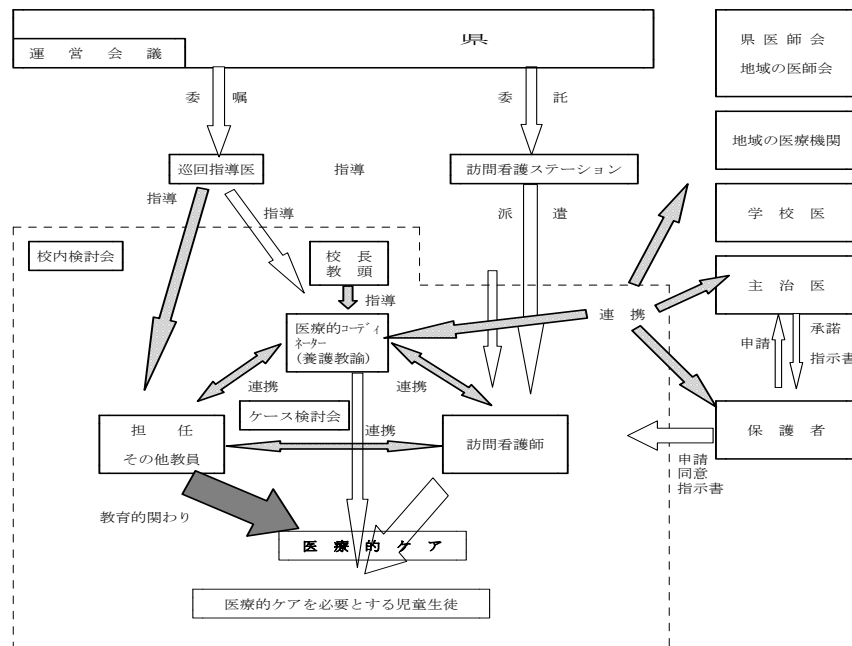 県
運営会議
県医師会
地域の医師会
委嘱
委託
地域の医療機関
巡回指導医
指導
訪問看護ステーション
指導
指導
派遣
学校医
校内検討会
校長
教頭
主治医
指導
連携
医療的コーディ
ネーター
(養護教諭)
申請
承諾
指示書
連携
連携
ケース検討会
担任
その他教員
連携
訪問看護師
保護者
申請
同意
指示書
教育的関わり
医療的ケア
医療的ケアを必要とする児童生徒